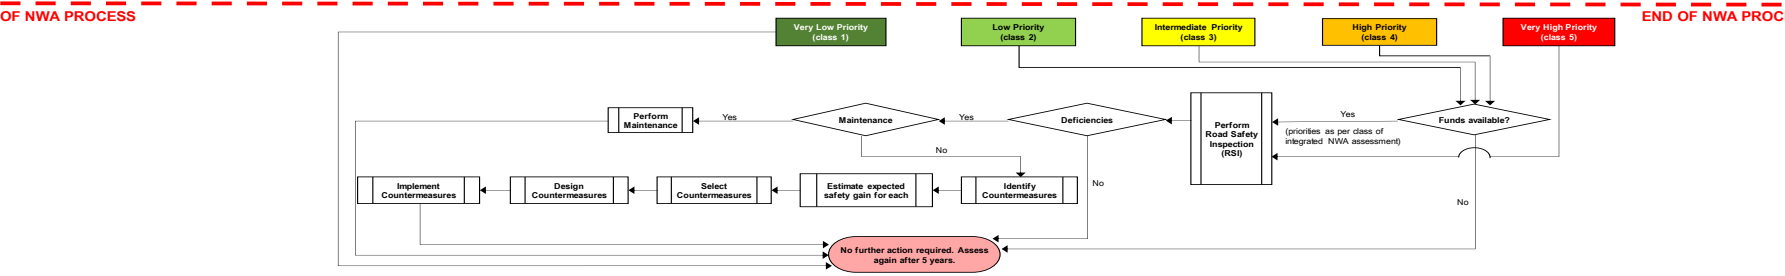 OF NWA PROCESS
END OF NWA PROC
Very Low Priority
(class 1)
Low Priority
(class 2)
Intermediate Priority
(class 3)
High Priority
(class 4)
Very High Priority
(class 5)
Perform
Maintenance
Yes
Maintenance
Yes
Deficiencies
Perform
Road Safety
Inspection
(RSI)
Yes
(priorities as per class of
integrated NWA assessment)
Funds available?
No
No
No
Implement
Countermeasures
Design
Countermeasures
Select
Countermeasures
Estimate expected
safety gain for each
Identify
Countermeasures
No further action required. Assess
again after 5 years.